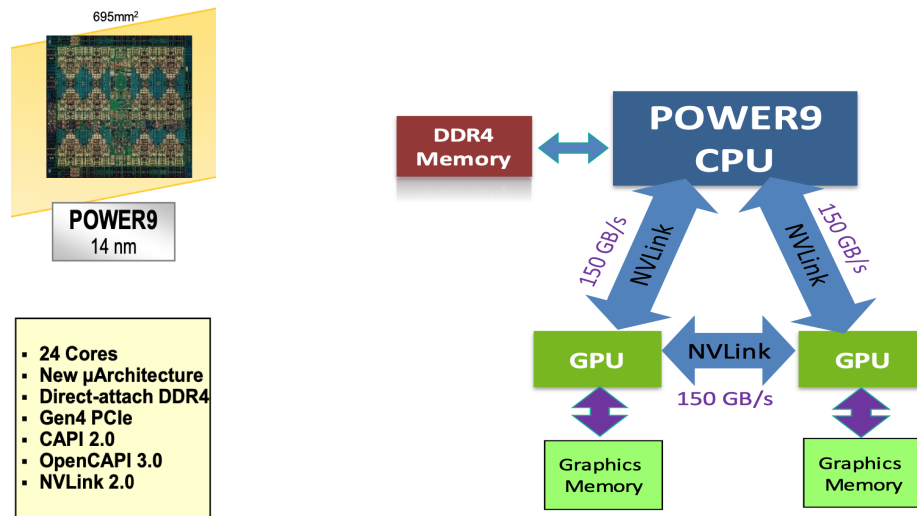 695mm²
POWER9
14 nm
▪ 24 Cores
▪ New µArchitecture
▪ Direct-attach DDR4
▪ Gen4 PCIe
▪ CAPI 2.0
▪ OpenCAPI 3.0
▪ NVLink 2.0
DDR4
Memory
POWER9
CPU
150 GB/s
NVLink
NVLink
150 GB/s
GPU
NVLink
GPU
150 GB/s
Graphics
Memory
Graphics
Memory